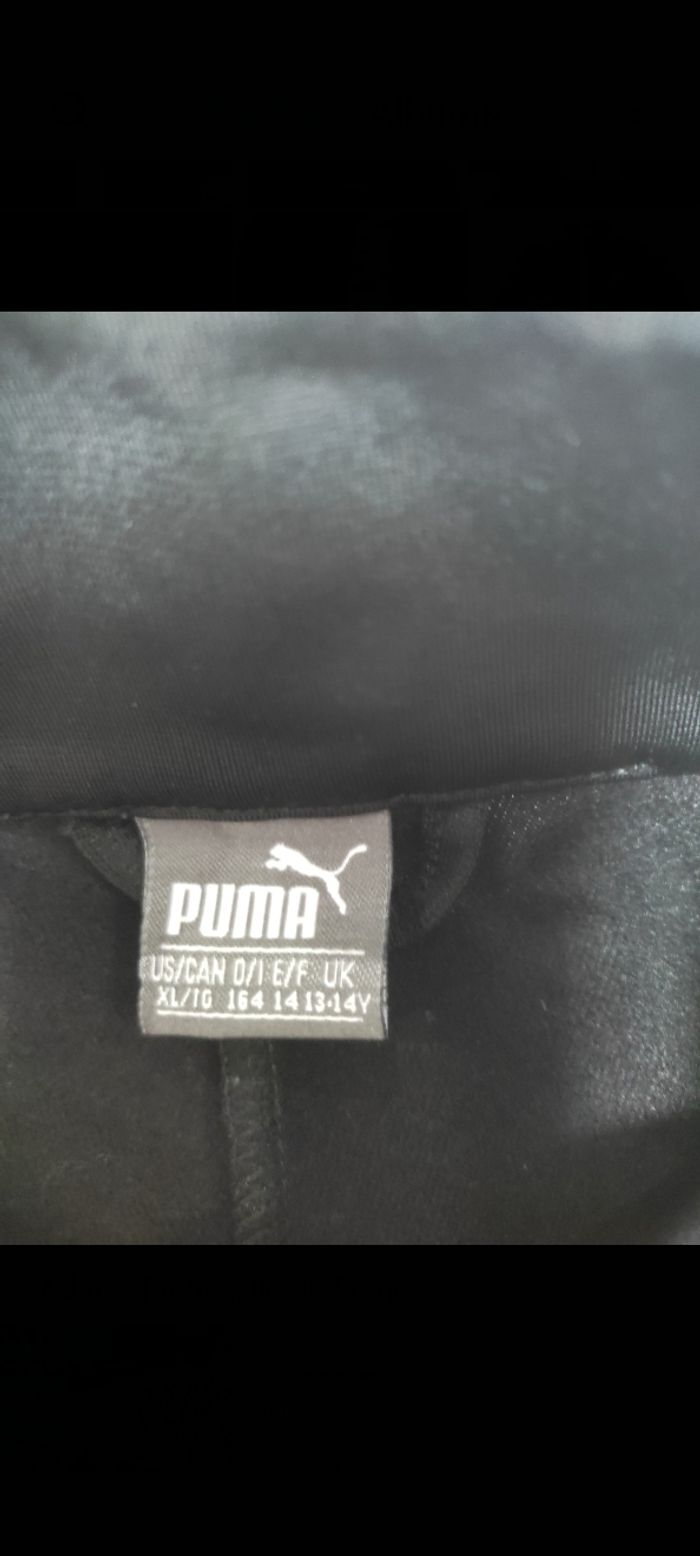 PUMA
US/CAN D/I E/F UK
XL/TG 164 14 13-14Y